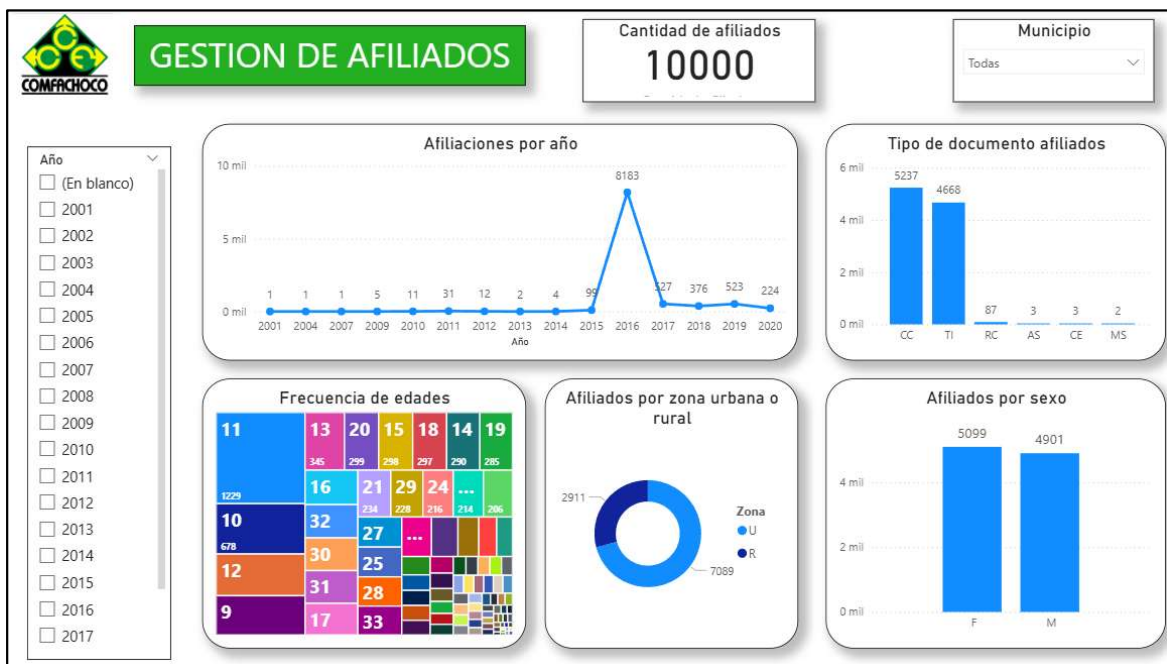 COMFACHOCO
GESTION DE AFILIADOS
Cantidad de afiliados
10000
Municipio
Todas
Año
(En blanco)
2001
2002
2003
2004
2005
2006
2007
2008
2009
2010
2011
2012
2013
2014
2015
2016
2017
Afiliaciones por año
10 mil
5 mil
0 mil
1 1 1 5 11 31 12 2 4 99 8183 527 376 523 224
2001 2004 2007 2009 2010 2011 2012 2013 2014 2015 2016 2017 2018 2019 2020
Año
Tipo de documento afiliados
6 mil
4 mil
2 mil
0 mil
5237 4668 87 3 3 2
CC TI RC AS CE MS
Frecuencia de edades
11
1229
10
678
12
9
13 20 15 18 14 19
345 299 298 297 290 285
16 21 29 24 ...
234 228 216 214 206
32 27 ...
30 25
31 28
17 33
Afiliados por zona urbana o
rural
2911
7089
Zona
U
R
Afiliados por sexo
4 mil
2 mil
0 mil
5099 4901
F M